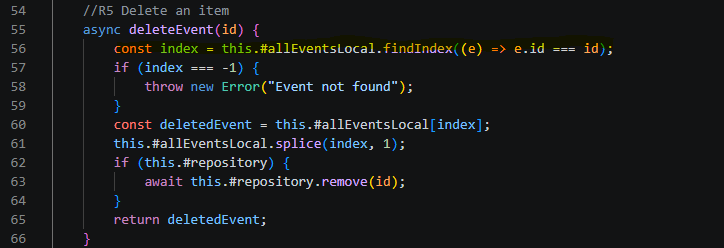 54 //R5 Delete an item
55 async deleteEvent(id) {
56 const index = this.#allEventsLocal.findIndex((e) => e.id === id);
57 if (index === -1) {
58 throw new Error("Event not found");
59 }
60 const deletedEvent = this.#allEventsLocal[index];
61 this.#allEventsLocal.splice(index, 1);
62 if (this.#repository) {
63 await this.#repository.remove(id);
64 }
65 return deletedEvent;
66 }